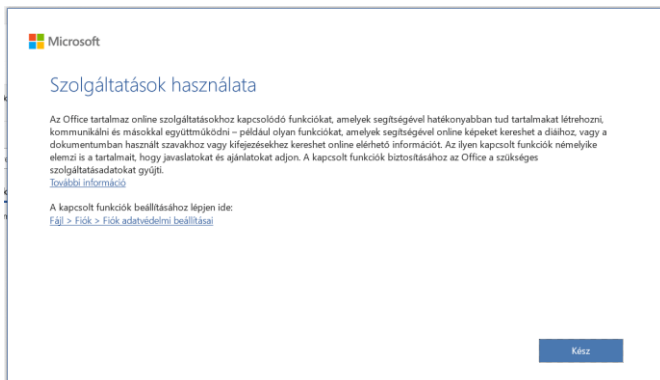 Microsoft
Szolgáltatások használata
Az Office tartalmaz online szolgáltatásokhoz kapcsolódó funkciókat, amelyek segítségével hatékonyabban tud tartalmakat létrehozni,
kommunikálni és másokkal együttműködni – például olyan funkciókat, amelyek segítségével online képeket kereshet a diáihoz, vagy a
dokumentumban használt szavakhoz vagy kifejezésekhez kereshet online elérhető információt. Az ilyen kapcsolt funkciók némelyike
elemzi is a tartalmait, hogy javaslatokat és ajánlatokat adjon. A kapcsolt funkciók biztosításához az Office a szükséges
szolgáltatásadatokat gyűjti.
További információ
A kapcsolt funkciók beállításához lépjen ide:
Fájl > Fiók > Fiók adatvédelmi beállításai
Kész